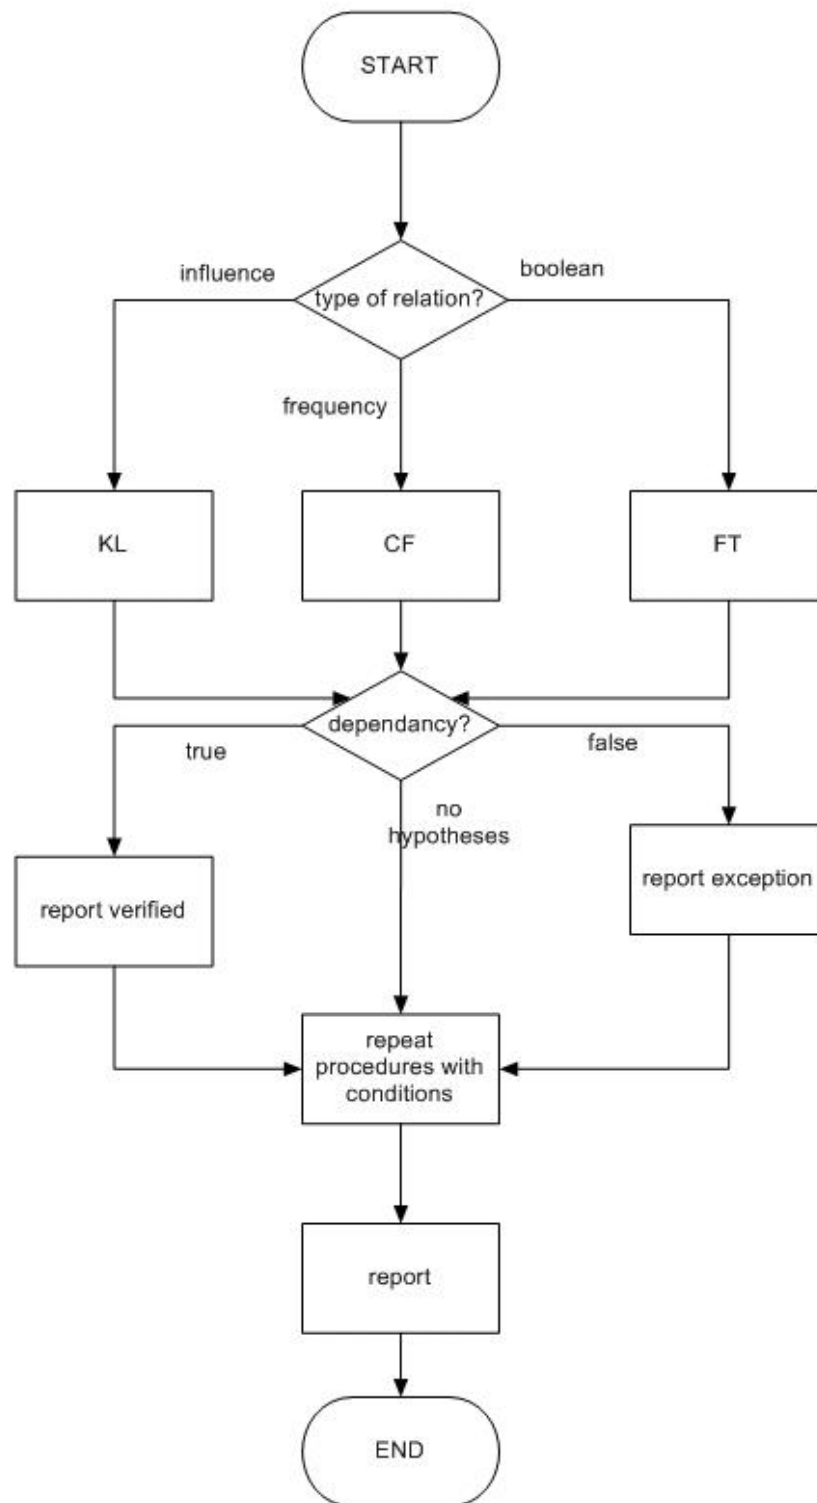 START
influence
boolean
type of relation?
frequency
KL
CF
FT
dependancy?
true
false
no
hypotheses
report verified
report exception
repeat
procedures with
conditions
report
END